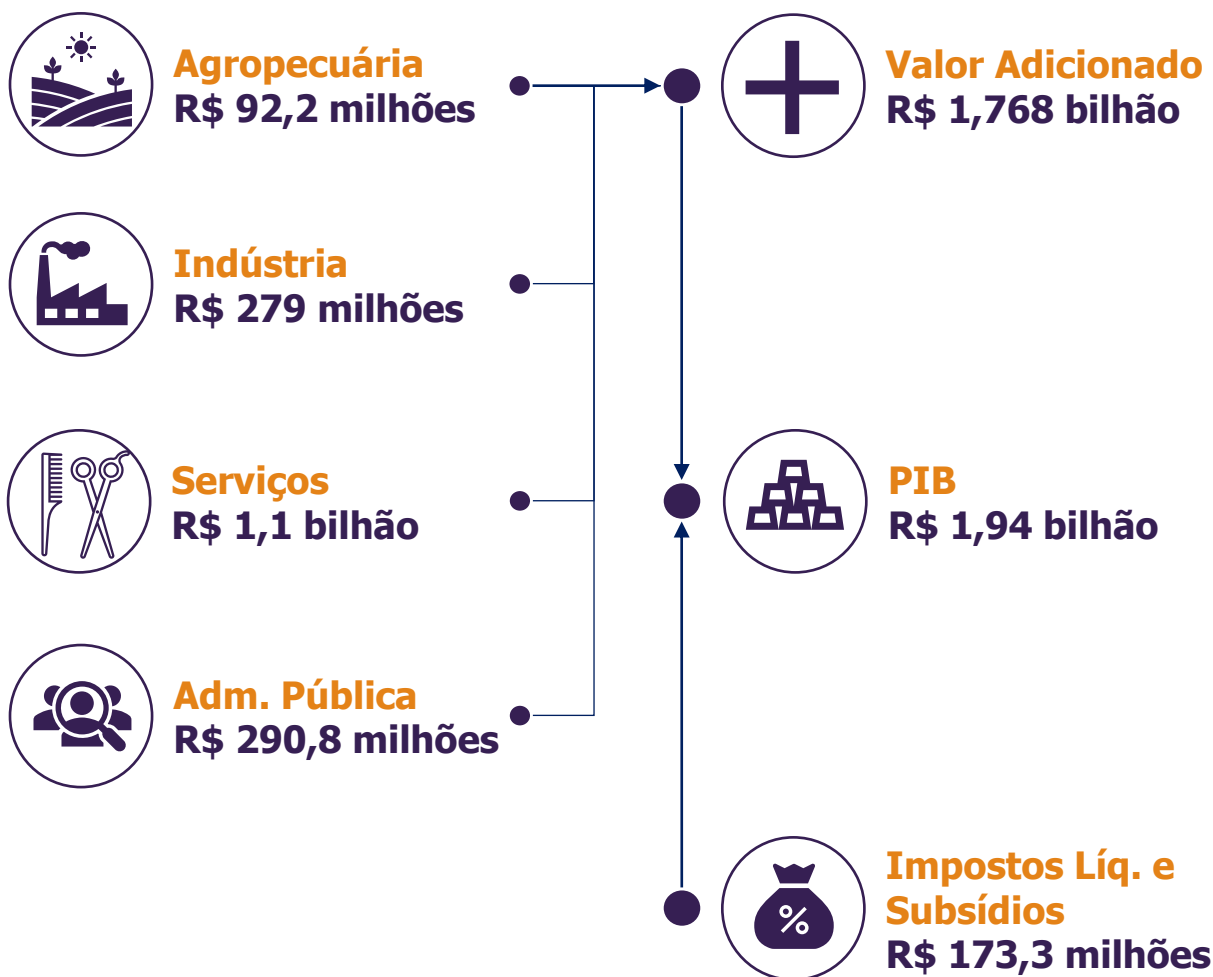 Agropecuária
R$ 92,2 milhões
Valor Adicionado
R$ 1,768 bilhão
Indústria
R$ 279 milhões
Serviços
R$ 1,1 bilhão
PIB
R$ 1,94 bilhão
Adm. Pública
R$ 290,8 milhões
Impostos Líq. e
Subsídios
R$ 173,3 milhões
%